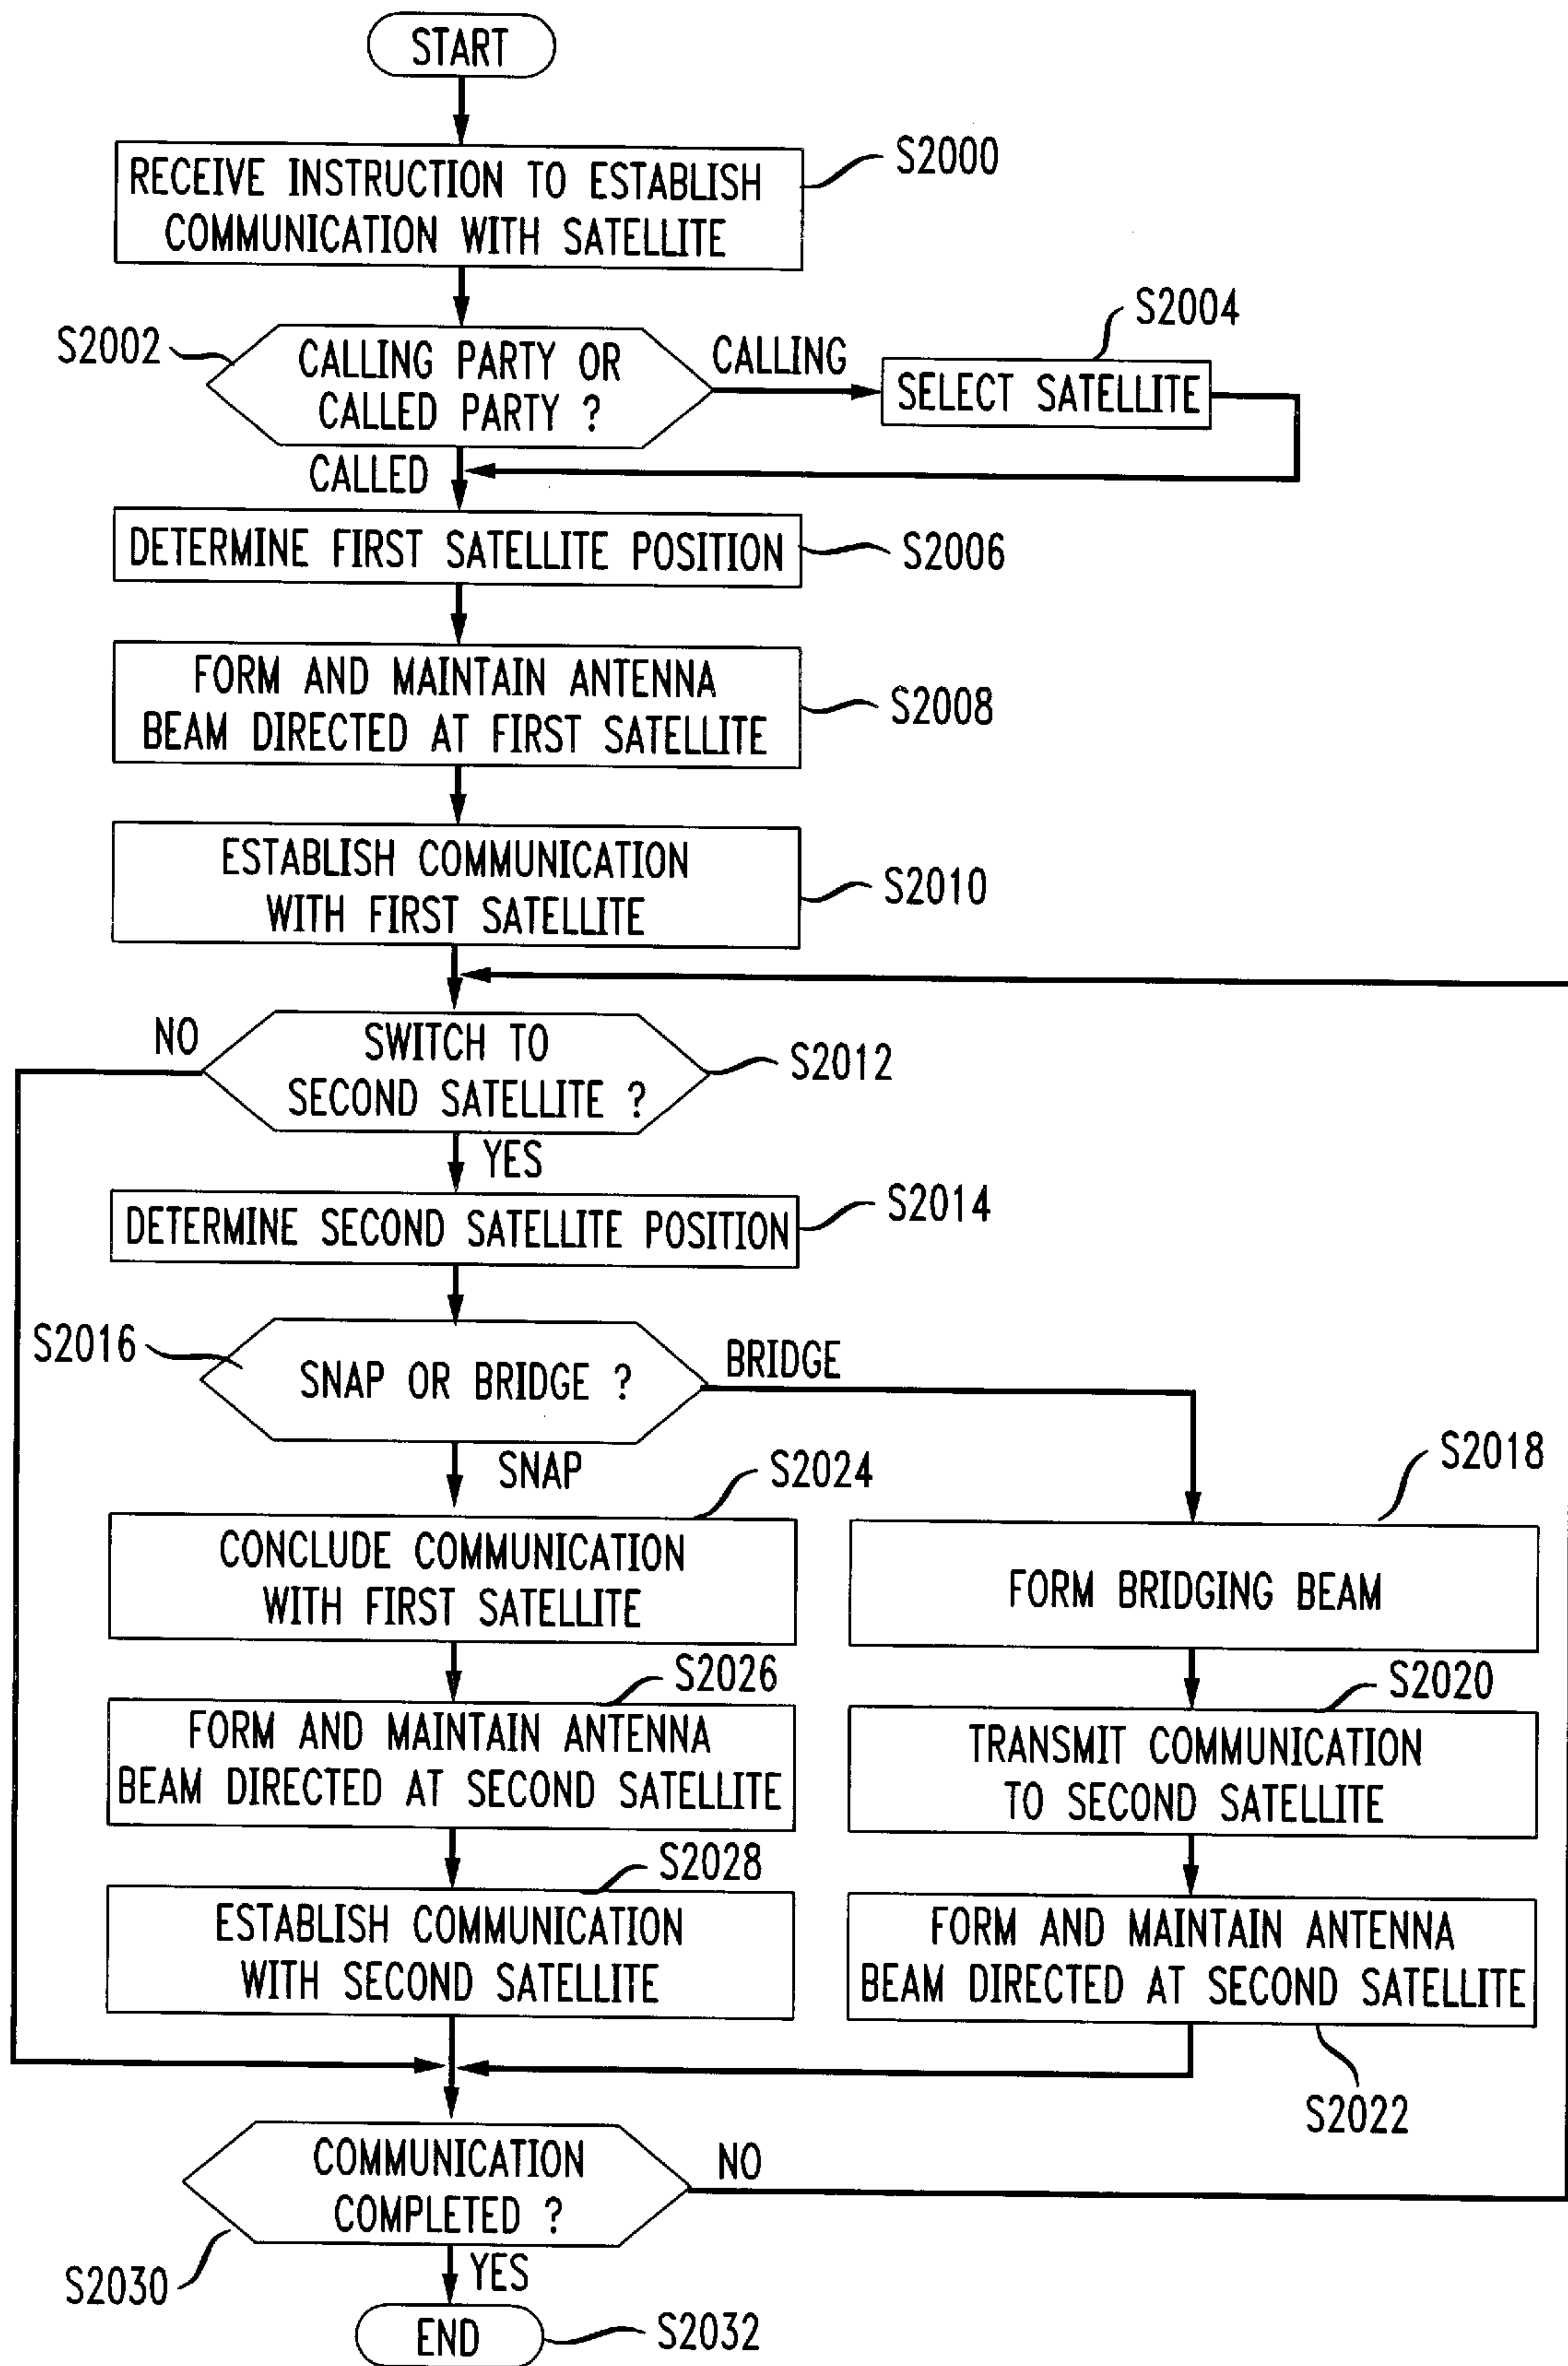 START
RECEIVE INSTRUCTION TO ESTABLISH
COMMUNICATION WITH SATELLITE
S2000
S2002
CALLING PARTY OR
CALLED PARTY ?
CALLING
S2004
SELECT SATELLITE
CALLED
DETERMINE FIRST SATELLITE POSITION
S2006
FORM AND MAINTAIN ANTENNA
BEAM DIRECTED AT FIRST SATELLITE
S2008
ESTABLISH COMMUNICATION
WITH FIRST SATELLITE
S2010
NO
SWITCH TO
SECOND SATELLITE ?
S2012
YES
DETERMINE SECOND SATELLITE POSITION
S2014
S2016
SNAP OR BRIDGE ?
BRIDGE
SNAP
S2024
CONCLUDE COMMUNICATION
WITH FIRST SATELLITE
S2018
FORM BRIDGING BEAM
S2026
FORM AND MAINTAIN ANTENNA
BEAM DIRECTED AT SECOND SATELLITE
S2020
TRANSMIT COMMUNICATION
TO SECOND SATELLITE
S2028
ESTABLISH COMMUNICATION
WITH SECOND SATELLITE
FORM AND MAINTAIN ANTENNA
BEAM DIRECTED AT SECOND SATELLITE
S2022
COMMUNICATION
COMPLETED ?
NO
S2030
YES
END
S2032